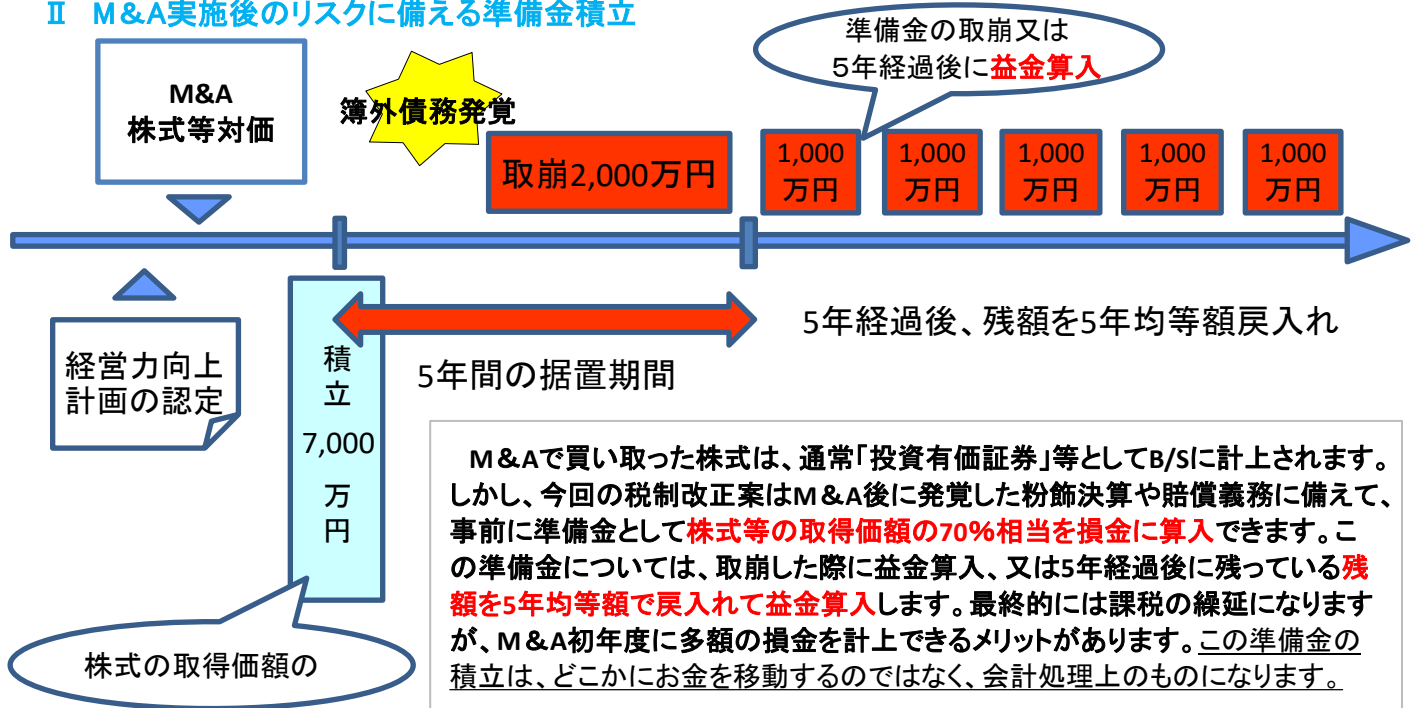 Ⅱ M&A実施後のリスクに備える準備金積立
準備金の取崩又は
5年経過後に益金算入
M&A
株式等対価
簿外債務発覚
取崩2,000万円
1,000
万円
1,000
万円
1,000
万円
1,000
万円
1,000
万円
経営力向上
計画の認定
積
立
7,000
万
円
5年間の据置期間
5年経過後、残額を5年均等額戻入れ
株式の取得価額の
M&Aで買い取った株式は、通常「投資有価証券」等としてB/Sに計上されます。
しかし、今回の税制改正案はM&A後に発覚した粉飾決算や賠償義務に備えて、
事前に準備金として株式等の取得価額の70%相当を損金に算入できます。こ
の準備金については、取崩した際に益金算入、又は5年経過後に残っている残
額を5年均等額で戻入れて益金算入します。最終的には課税の繰延になります
が、M&A初年度に多額の損金を計上できるメリットがあります。この準備金の
積立は、どこかにお金を移動するのではなく、会計処理上のものになります。